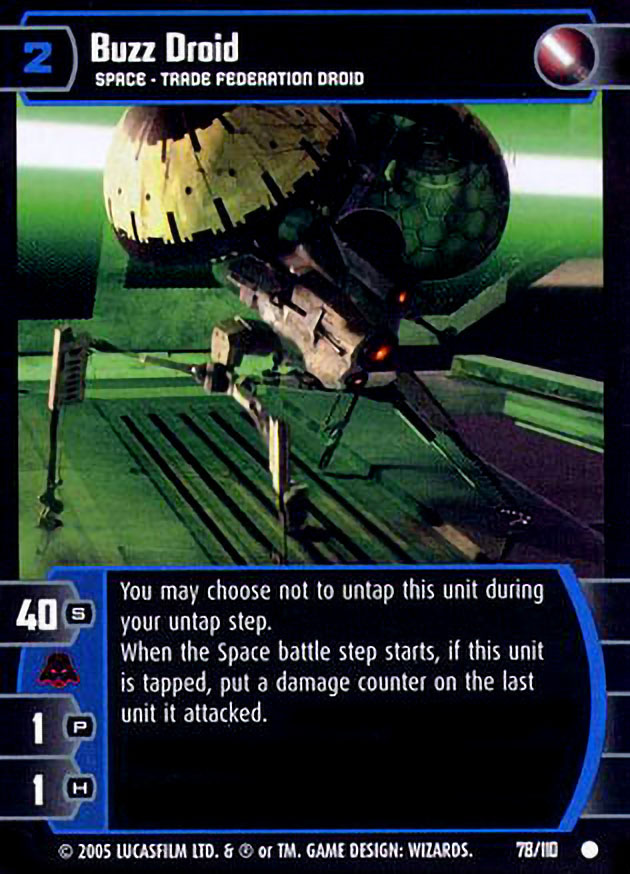 2
Buzz Droid
SPACE - TRADE FEDERATION DROID
You may choose not to untap this unit during
your untap step.
When the Space battle step starts, if this unit
is tapped, put a damage counter on the last
unit it attacked.
40 S
1 P
1 H
© 2005 LUCASFILM LTD. & ® or TM. GAME DESIGN: WIZARDS. 78/110